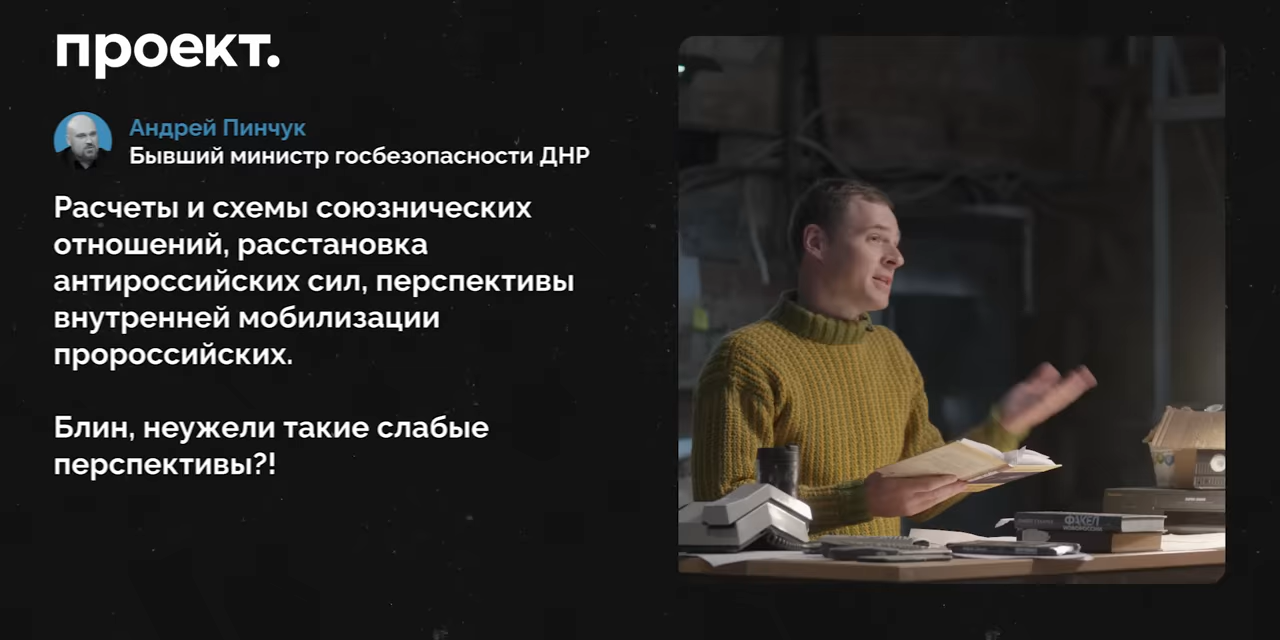 проект.
Андрей Пинчук
Бывший министр госбезопасности ДНР
Расчеты и схемы союзнических
отношений, расстановка
антироссийских сил, перспективы
внутренней мобилизации
пророссийских.
Блин, неужели такие слабые
перспективы?!
ФАКЕЛ
НОВОРОССИИ